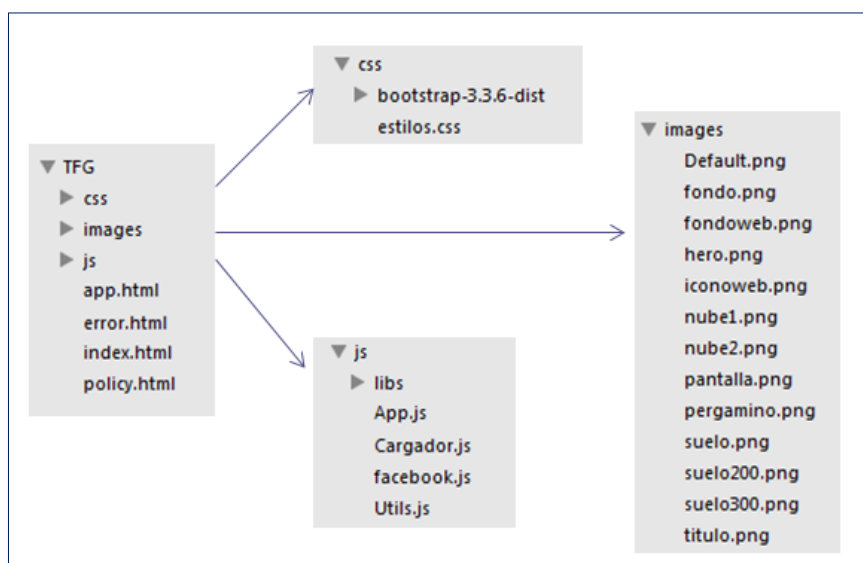 TFG
css
images
js
app.html
error.html
index.html
policy.html
css
bootstrap-3.3.6-dist
estilos.css
js
libs
App.js
Cargador.js
facebook.js
Utils.js
images
Default.png
fondo.png
fondoweb.png
hero.png
iconoweb.png
nube1.png
nube2.png
pantalla.png
pergamino.png
suelo.png
suelo200.png
suelo300.png
titulo.png